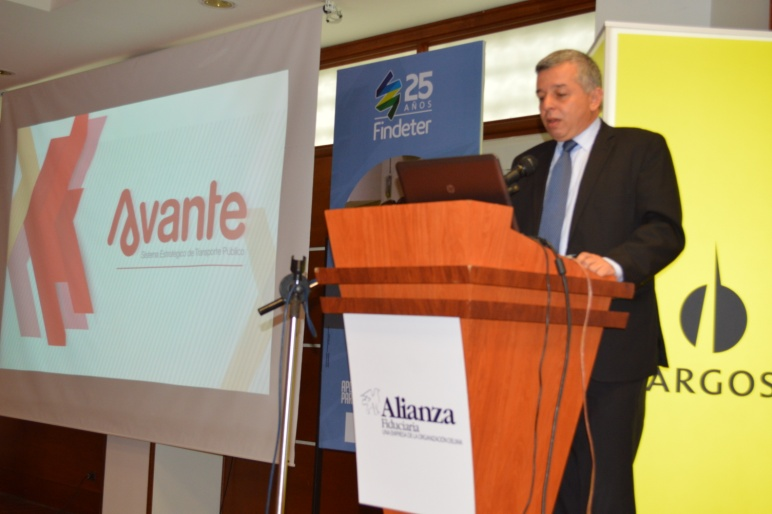 Avante
Sistema Estratégico de Transporte Público
25
AÑOS
Findeter
Alianza
Fiduciaria
UNA EMPRESA DE LA ORGANIZACIÓN DELIMA
ARGOS